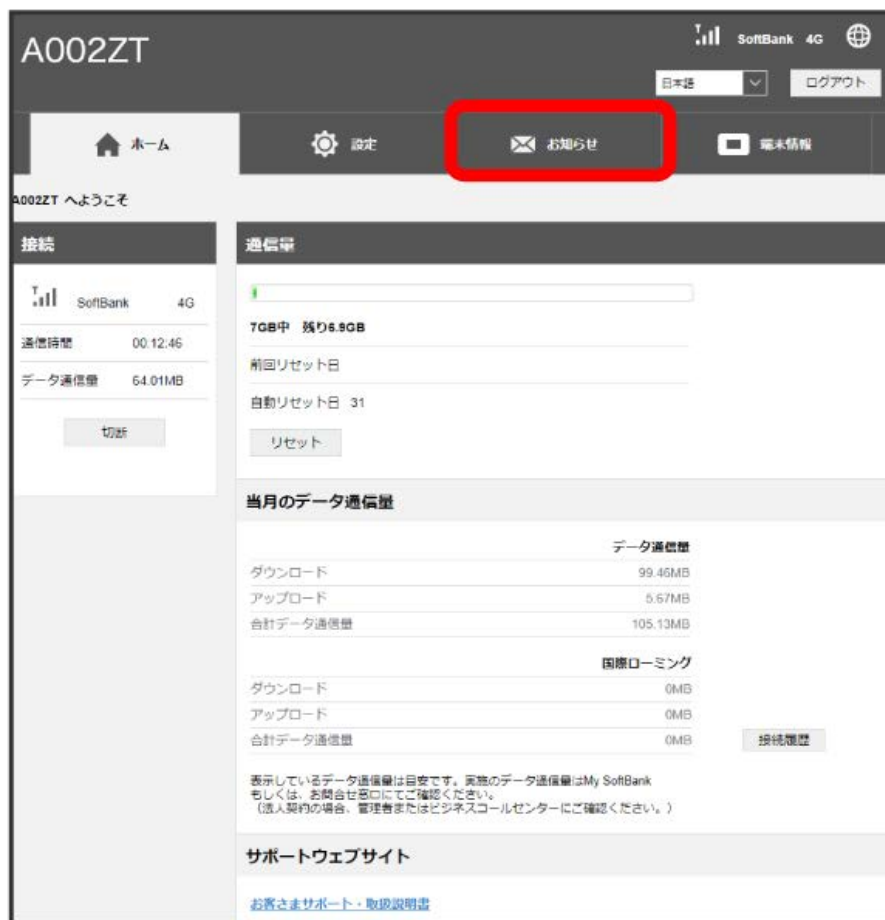 A002ZT
SoftBank 4G
日本語
ログアウト
ホーム
設定
お知らせ
端末情報
A002ZT へようこそ
接続
SoftBank 4G
通信時間 00:12:46
データ通信量 64.01MB
切断
通信量
7GB中 残り6.9GB
前回リセット日
自動リセット日 31
リセット
当月のデータ通信量
データ通信量
ダウンロード 99.46MB
アップロード 5.67MB
合計データ通信量 105.13MB
国際ローミング
ダウンロード 0MB
アップロード 0MB
合計データ通信量 0MB
接続履歴
表示しているデータ通信量は目安です。実施のデータ通信量はMy SoftBank
もしくは、お問合せ窓口にてご確認ください。
（法人契約の場合、管理者またはビジネスコールセンターにご確認ください。）
サポートウェブサイト
お客さまサポート・取扱説明書